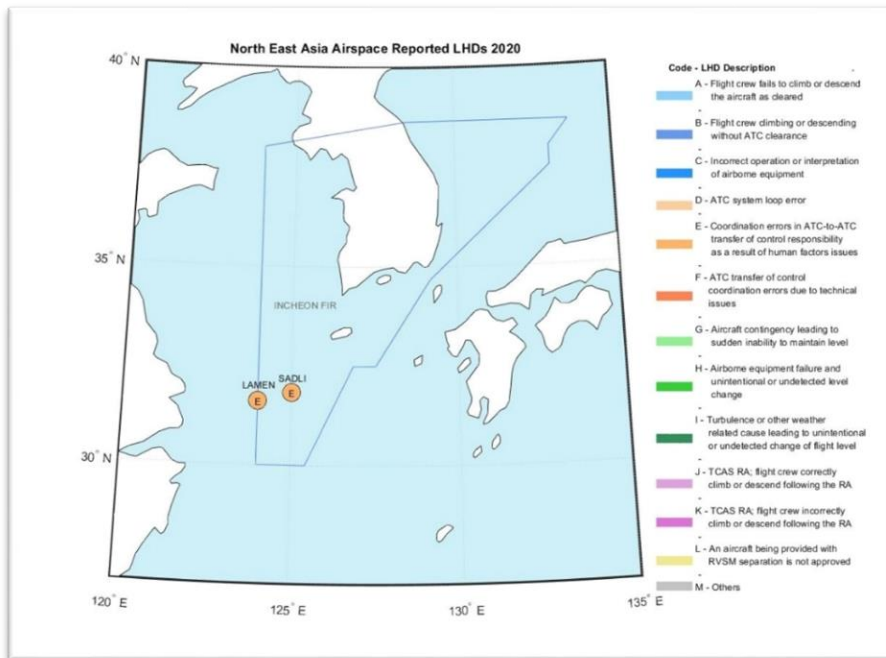 North East Asia Airspace Reported LHDs 2020
40° N
35° N
30° N
120° E
125° E
130° E
135° E
INCHEON FIR
LAMEN
SADLI
E
E
Code - LHD Description
A - Flight crew fails to climb or descend
the aircraft as cleared
B - Flight crew climbing or descending
without ATC clearance
C - Incorrect operation or interpretation
of airborne equipment
D - ATC system loop error
E - Coordination errors in ATC-to-ATC
transfer of control responsibility
as a result of human factors issues
F - ATC transfer of control
coordination errors due to technical
issues
G - Aircraft contingency leading to
sudden inability to maintain level
H - Airborne equipment failure and
unintentional or undetected level
change
I - Turbulence or other weather
related cause leading to unintentional
or undetected change of flight level
J - TCAS RA; flight crew correctly
climb or descend following the RA
K - TCAS RA; flight crew incorrectly
climb or descend following the RA
L - An aircraft being provided with
RVSM separation is not approved
M - Others